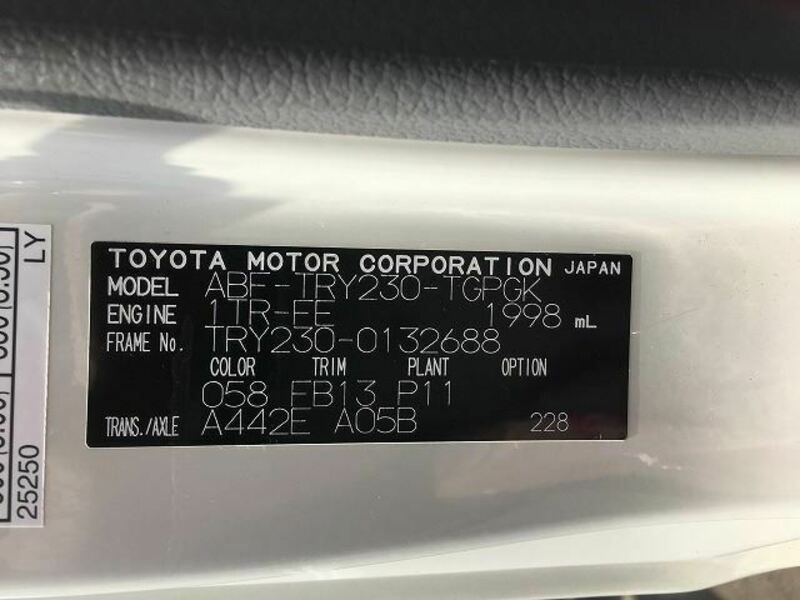 TOYOTA MOTOR CORPORATION JAPAN
MODEL ABF-TRY230-TGPGK
ENGINE 1TR-FE 1998 mL
FRAME No. TRY230-0132688
COLOR TRIM PLANT OPTION
058 FB13 P11
TRANS./AXLE A442E A05B 228
LY
25250